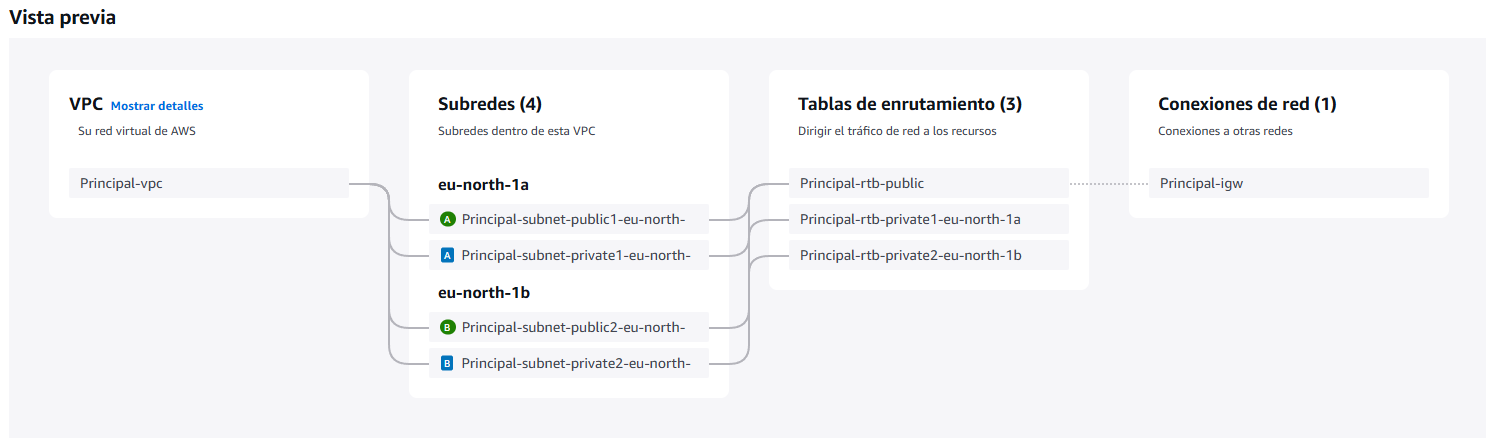 Vista previa
VPC Mostrar detalles
Su red virtual de AWS
Principal-vpc
Subredes (4)
Subredes dentro de esta VPC
eu-north-1a
A Principal-subnet-public1-eu-north-
A Principal-subnet-private1-eu-north-
eu-north-1b
B Principal-subnet-public2-eu-north-
B Principal-subnet-private2-eu-north-
Tablas de enrutamiento (3)
Dirigir el tráfico de red a los recursos
Principal-rtb-public
Principal-rtb-private1-eu-north-1a
Principal-rtb-private2-eu-north-1b
Conexiones de red (1)
Conexiones a otras redes
Principal-igw